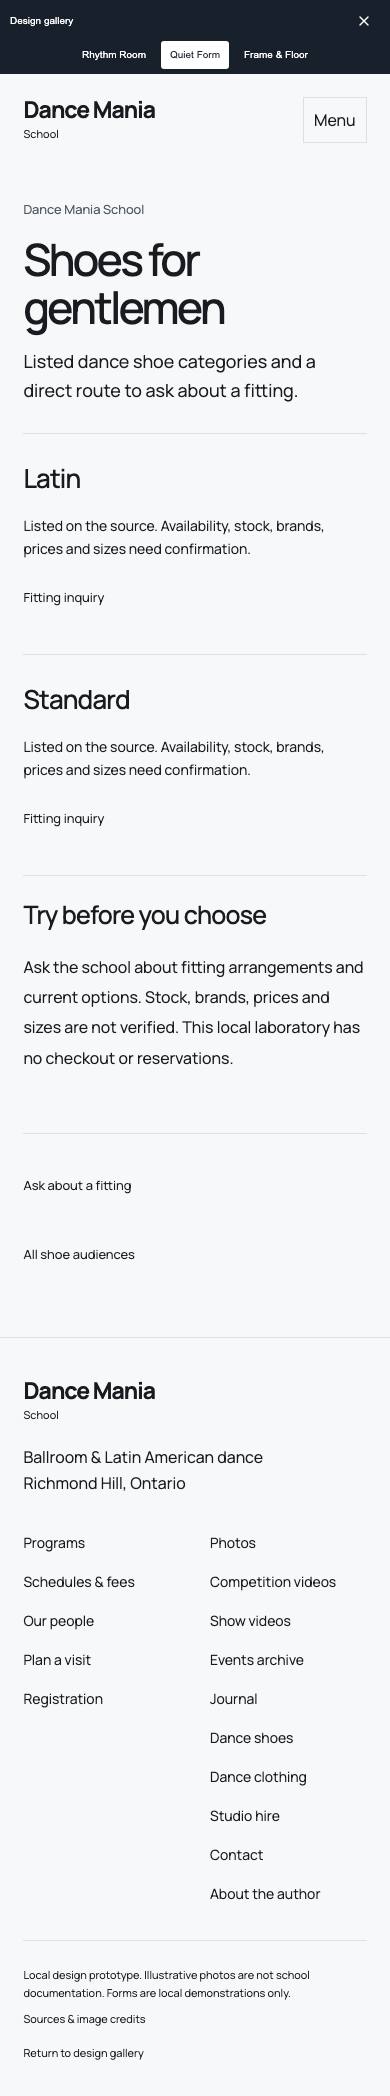 Design gallery
Rhythm Room
Quiet Form
Frame & Floor
Dance Mania
School
Menu
Dance Mania School
Shoes for
gentlemen
Listed dance shoe categories and a
direct route to ask about a fitting.
Latin
Listed on the source. Availability, stock, brands,
prices and sizes need confirmation.
Fitting inquiry
Standard
Listed on the source. Availability, stock, brands,
prices and sizes need confirmation.
Fitting inquiry
Try before you choose
Ask the school about fitting arrangements and
current options. Stock, brands, prices and
sizes are not verified. This local laboratory has
no checkout or reservations.
Ask about a fitting
All shoe audiences
Dance Mania
School
Ballroom & Latin American dance
Richmond Hill, Ontario
Programs
Schedules & fees
Our people
Plan a visit
Registration
Photos
Competition videos
Show videos
Events archive
Journal
Dance shoes
Dance clothing
Studio hire
Contact
About the author
Local design prototype. Illustrative photos are not school
documentation. Forms are local demonstrations only.
Sources & image credits
Return to design gallery